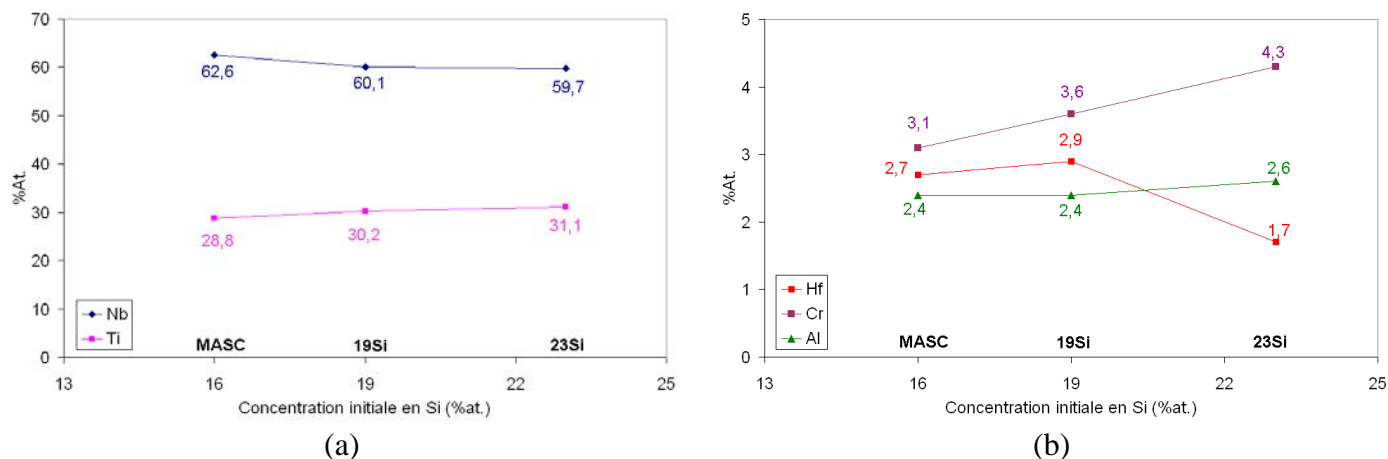 70
60
50
40
30
20
10
0
%At.
62,6
60,1
59,7
28,8
30,2
31,1
Nb
Ti
MASC
19Si
23Si
13
16
19
22
25
Concentration initiale en Si (%at.)
(a)
5
4
3
2
1
0
%At.
3,1
3,6
4,3
2,7
2,9
1,7
2,4
2,4
2,6
Hf
Cr
Al
MASC
19Si
23Si
13
16
19
22
25
Concentration initiale en Si (%at.)
(b)